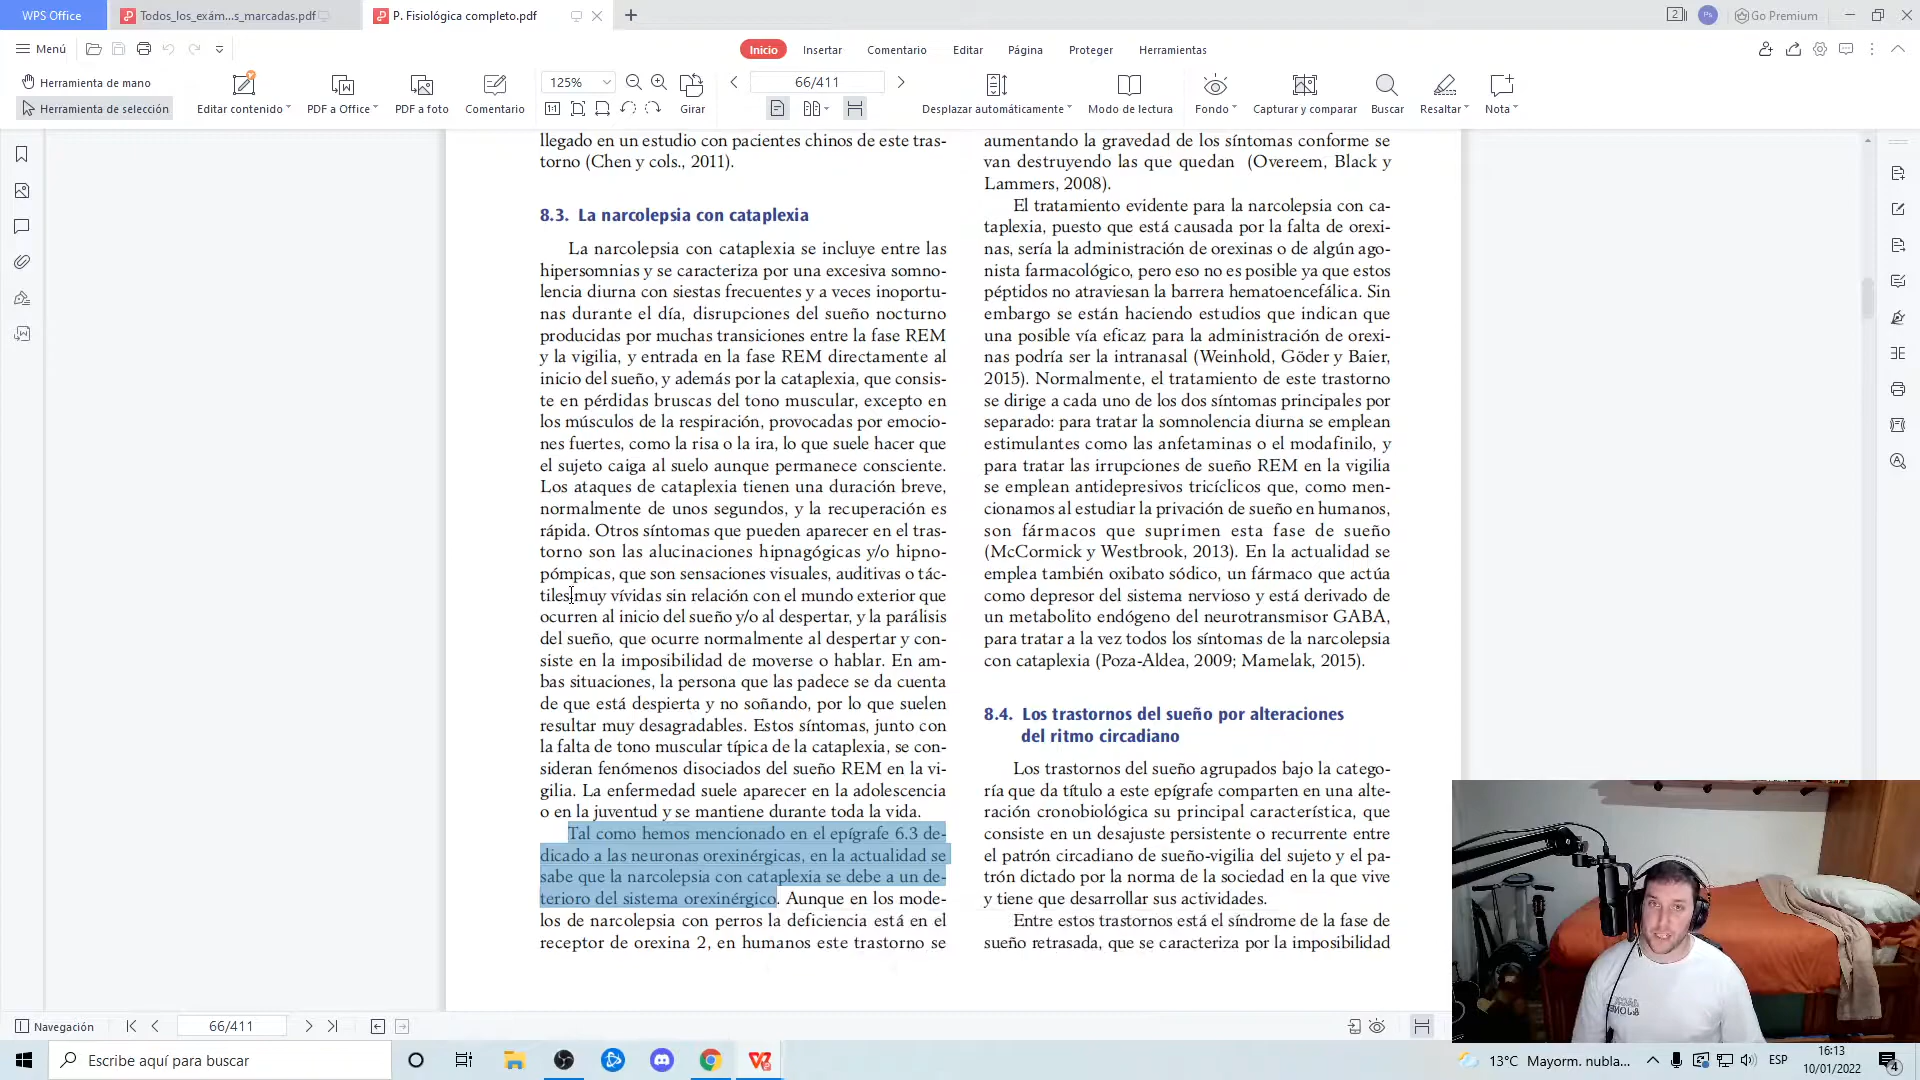 WPS Office
Todos_los_exám...s_marcadas.pdf
P. Fisiológica completo.pdf
2
Ps
Go Premium
Menú
Inicio
Insertar
Comentario
Editar
Página
Proteger
Herramientas
Herramienta de mano
Herramienta de selección
Editar contenido
PDF a Office
PDF a foto
Comentario
125%
Girar
66/411
Desplazar automáticamente
Modo de lectura
Fondo
Capturar y comparar
Buscar
Resaltar
Nota
llegado en un estudio con pacientes chinos de este tras-
torno (Chen y cols., 2011).
8.3. La narcolepsia con cataplexia
La narcolepsia con cataplexia se incluye entre las
hipersomnias y se caracteriza por una excesiva somno-
lencia diurna con siestas frecuentes y a veces inoportu-
nas durante el día, disrupciones del sueño nocturno
producidas por muchas transiciones entre la fase REM
y la vigilia, y entrada en la fase REM directamente al
inicio del sueño, y además por la cataplexia, que consis-
te en pérdidas bruscas del tono muscular, excepto en
los músculos de la respiración, provocadas por emocio-
nes fuertes, como la risa o la ira, lo que suele hacer que
el sujeto caiga al suelo aunque permanece consciente.
Los ataques de cataplexia tienen una duración breve,
normalmente de unos segundos, y la recuperación es
rápida. Otros síntomas que pueden aparecer en el tras-
torno son las alucinaciones hipnagógicas y/o hipno-
pómpicas, que son sensaciones visuales, auditivas o tác-
tiles muy vívidas sin relación con el mundo exterior que
ocurren al inicio del sueño y/o al despertar, y la parálisis
del sueño, que ocurre normalmente al despertar y con-
siste en la imposibilidad de moverse o hablar. En am-
bas situaciones, la persona que las padece se da cuenta
de que está despierta y no soñando, por lo que suelen
resultar muy desagradables. Estos síntomas, junto con
la falta de tono muscular típica de la cataplexia, se con-
sideran fenómenos disociados del sueño REM en la vi-
gilia. La enfermedad suele aparecer en la adolescencia
o en la juventud y se mantiene durante toda la vida.
Tal como hemos mencionado en el epígrafe 6.3 de-
dicado a las neuronas orexinérgicas, en la actualidad se
sabe que la narcolepsia con cataplexia se debe a un de-
terioro del sistema orexinérgico. Aunque en los mode-
los de narcolepsia con perros la deficiencia está en el
receptor de orexina 2, en humanos este trastorno se
aumentando la gravedad de los síntomas conforme se
van destruyendo las que quedan (Overeem, Black y
Lammers, 2008).
El tratamiento evidente para la narcolepsia con ca-
taplexia, puesto que está causada por la falta de orexi-
nas, sería la administración de orexinas o de algún ago-
nista farmacológico, pero eso no es posible ya que estos
péptidos no atraviesan la barrera hematoencefálica. Sin
embargo se están haciendo estudios que indican que
una posible vía eficaz para la administración de orexi-
nas podría ser la intranasal (Weinhold, Göder y Baier,
2015). Normalmente, el tratamiento de este trastorno
se dirige a cada uno de los dos síntomas principales por
separado: para tratar la somnolencia diurna se emplean
estimulantes como las anfetaminas o el modafinilo, y
para tratar las irrupciones de sueño REM en la vigilia
se emplean antidepresivos tricíclicos que, como men-
cionamos al estudiar la privación de sueño en humanos,
son fármacos que suprimen esta fase de sueño
(McCormick y Westbrook, 2013). En la actualidad se
emplea también oxibato sódico, un fármaco que actúa
como depresor del sistema nervioso y está derivado de
un metabolito endógeno del neurotransmisor GABA,
para tratar a la vez todos los síntomas de la narcolepsia
con cataplexia (Poza-Aldea, 2009; Mamelak, 2015).
8.4. Los trastornos del sueño por alteraciones
del ritmo circadiano
Los trastornos del sueño agrupados bajo la catego-
ría que da título a este epígrafe comparten en una alte-
ración cronobiológica su principal característica, que
consiste en un desajuste persistente o recurrente entre
el patrón circadiano de sueño-vigilia del sujeto y el pa-
trón dictado por la norma de la sociedad en la que vive
y tiene que desarrollar sus actividades.
Entre estos trastornos está el síndrome de la fase de
sueño retrasada, que se caracteriza por la imposibilidad
Navegación
66/411
Escribe aquí para buscar
13°C Mayorm. nubla...
ESP
16:13
10/01/2022
4